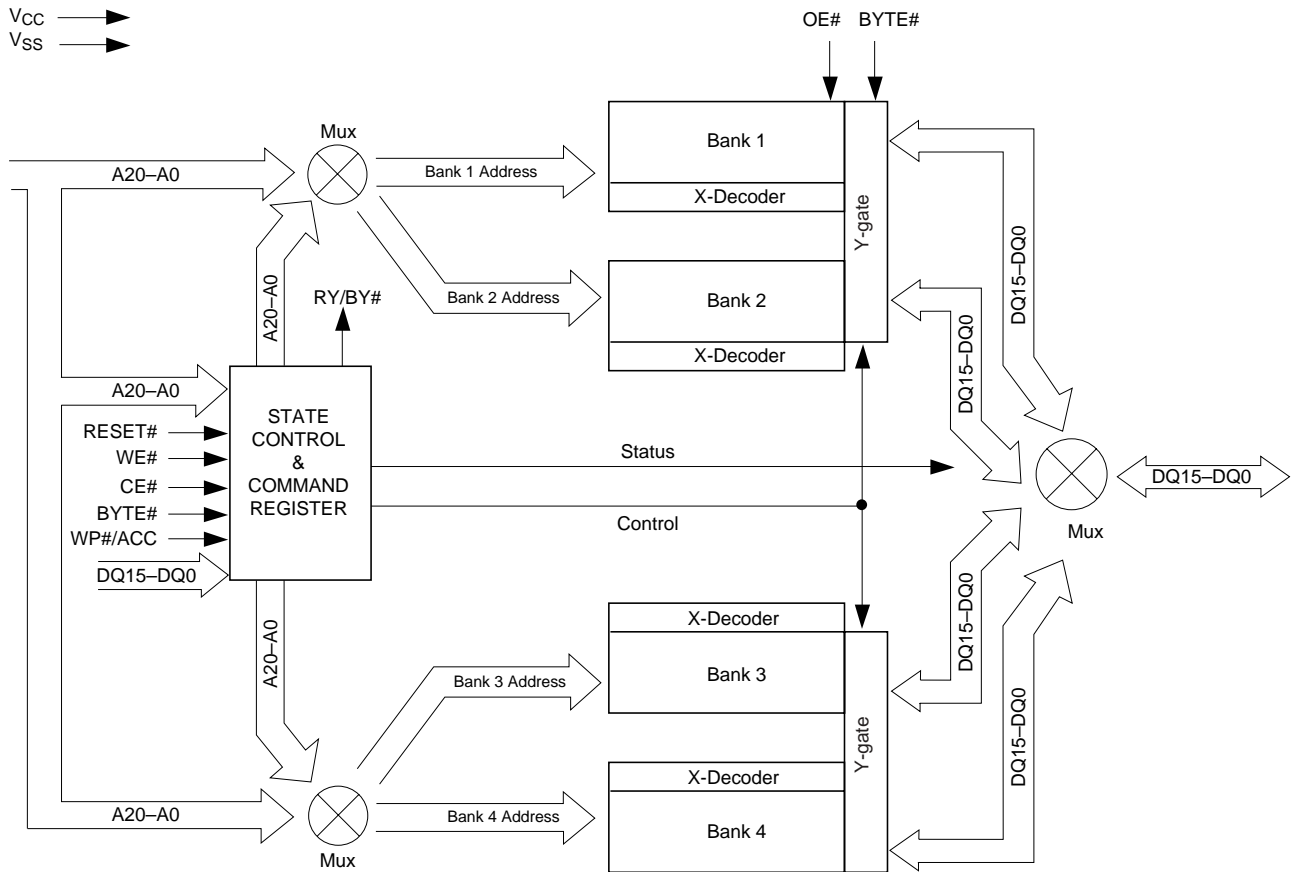 VCC
VSS
OE# BYTE#
Mux
A20–A0
Bank 1 Address
Bank 1
X-Decoder
Y-gate
DQ15–DQ0
A20–A0
RY/BY#
Bank 2 Address
Bank 2
X-Decoder
DQ15–DQ0
A20–A0
RESET#
WE#
CE#
BYTE#
WP#/ACC
DQ15–DQ0
STATE
CONTROL
&
COMMAND
REGISTER
Status
Control
DQ15–DQ0
Mux
A20–A0
Bank 3 Address
X-Decoder
Bank 3
Y-gate
DQ15–DQ0
DQ15–DQ0
A20–A0
Mux
Bank 4 Address
X-Decoder
Bank 4